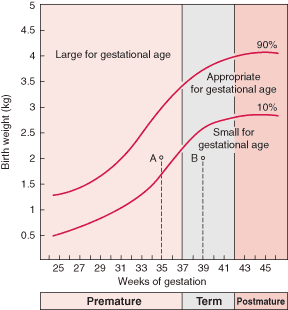 5
4.5
4
3.5
3
2.5
2
1.5
1
0.5
Birth weight (kg)
Large for gestational age
90%
Appropriate
for gestational age
10%
Small for
gestational age
A
B
25 27 29 31 33 35 37 39 41 43 45
Weeks of gestation
Premature Term Postmature